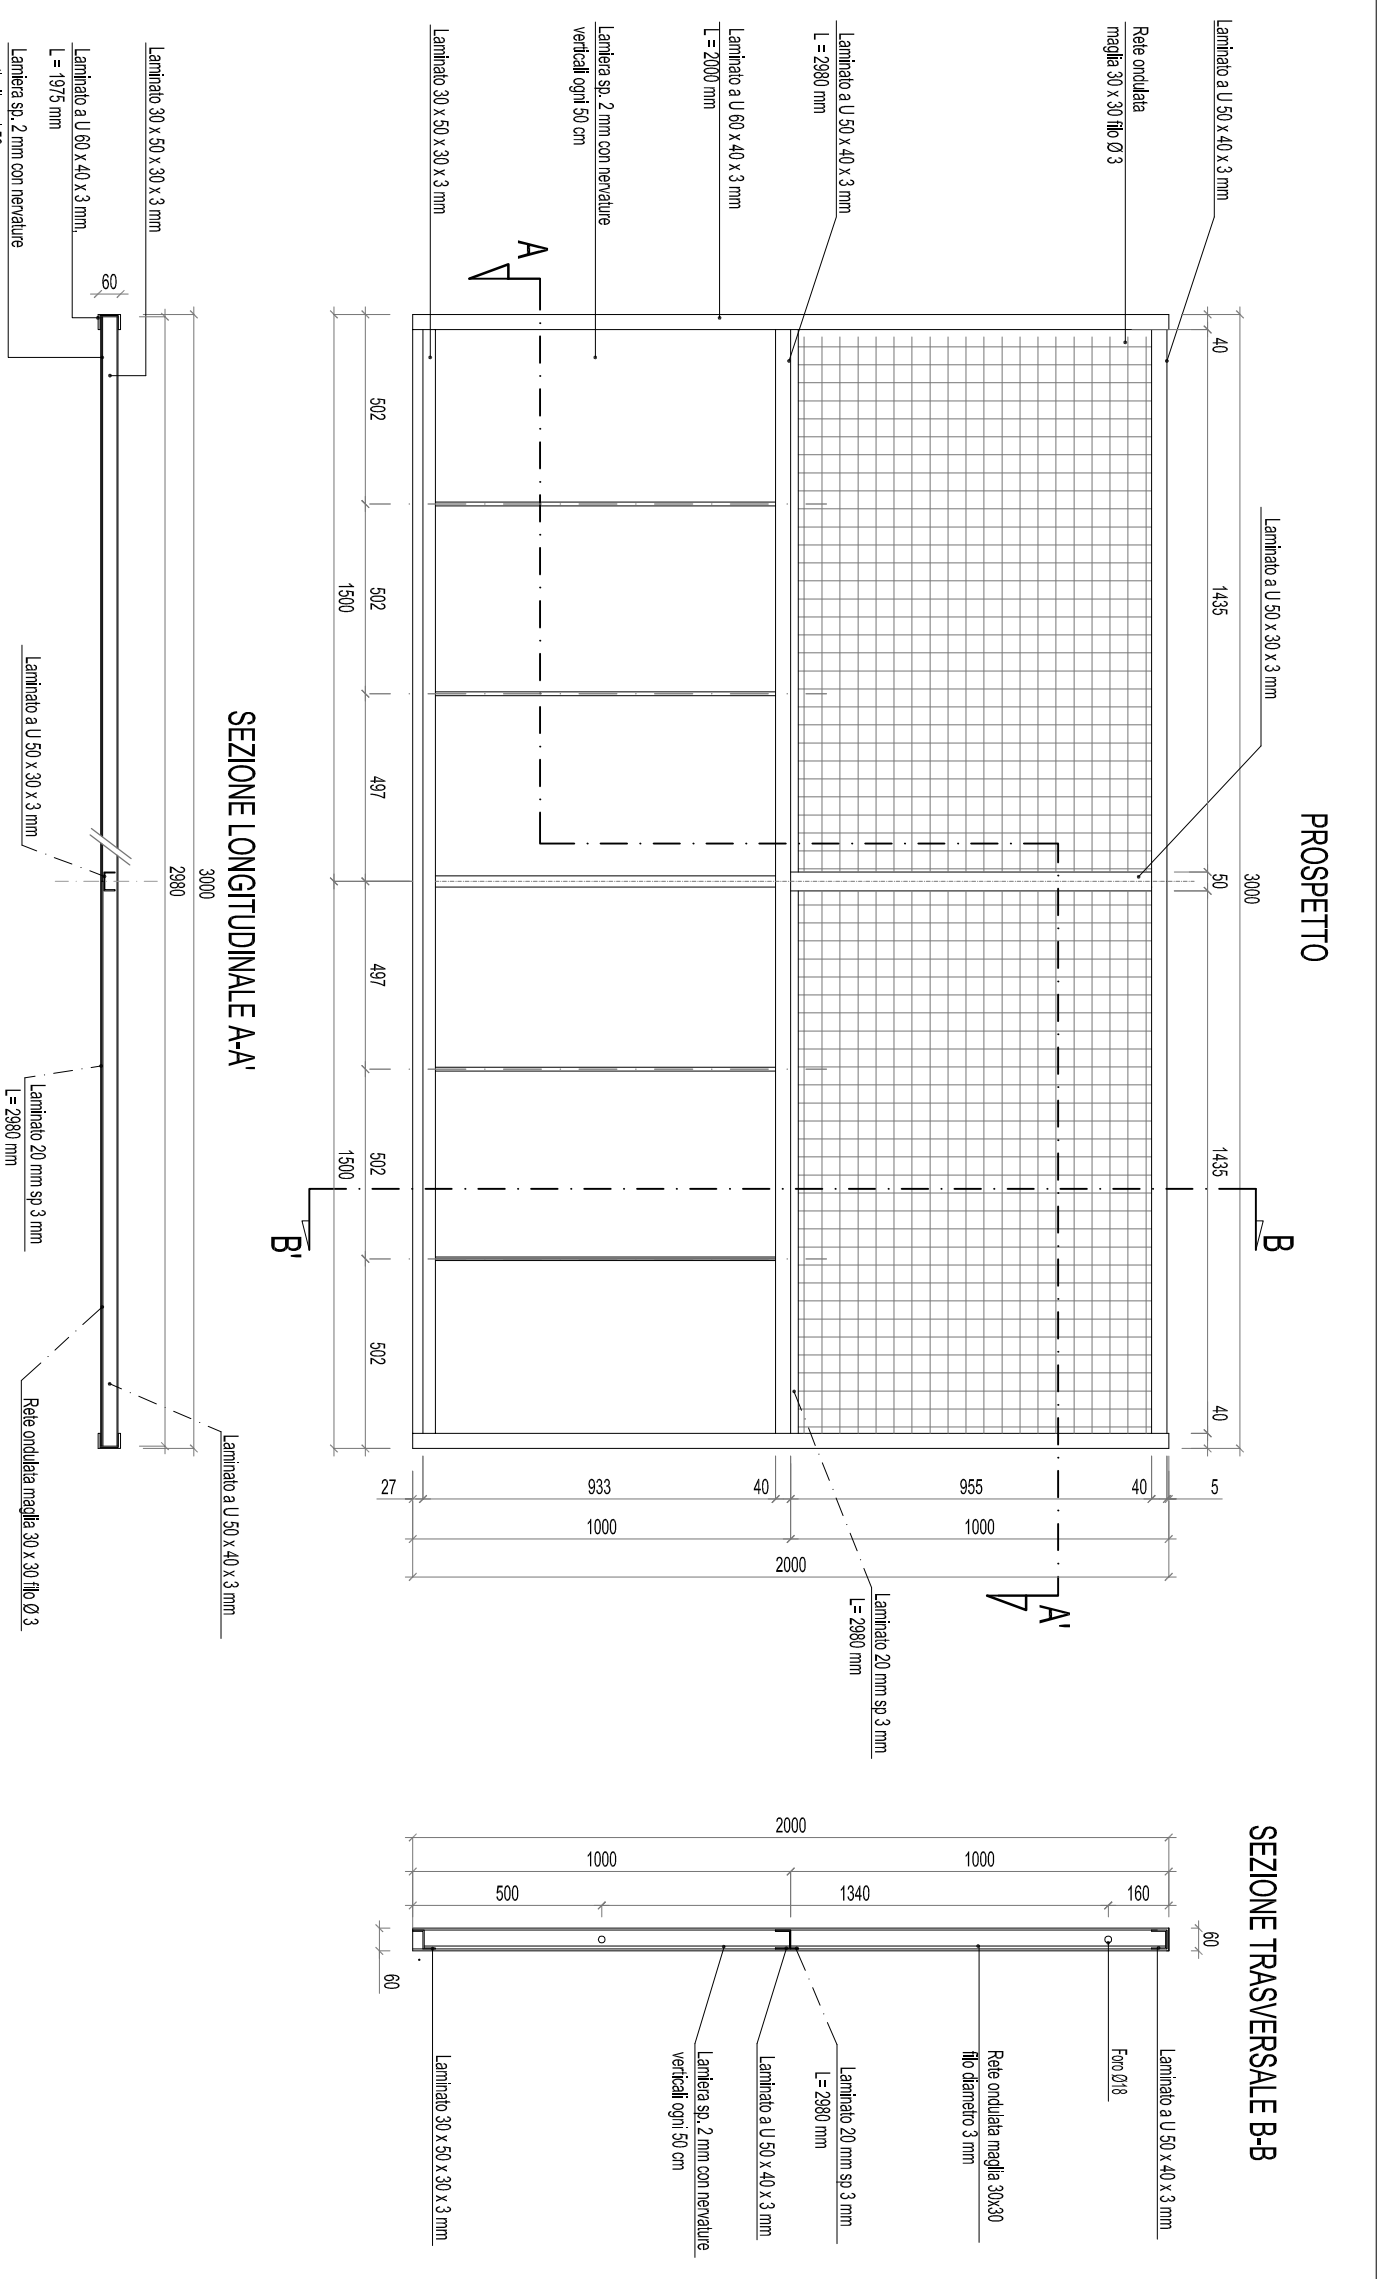 PROSPETTO
Laminato a U 50 x 40 x 3 mm
Rete ondulata
maglia 30 x 30 filo Ø 3
Laminato a U 50 x 40 x 3 mm
L = 2980 mm
Laminato a U 60 x 40 x 3 mm
L = 2000 mm
Lamiera sp. 2 mm con nervature
verticali ogni 50 cm
Laminato 30 x 50 x 30 x 3 mm
Laminato a U 50 x 30 x 3 mm
3000
40
1435
50
1435
40
A
A'
B
B'
502
502
497
497
502
502
1500
1500
5
40
955
40
933
27
1000
1000
2000
Laminato 20 mm sp 3 mm
L= 2980 mm
SEZIONE TRASVERSALE B-B
2000
1000
1000
500
1340
160
60
60
Laminato a U 50 x 40 x 3 mm
Foro Ø18
Rete ondulata maglia 30x30
filo diametro 3 mm
Laminato 20 mm sp 3 mm
L= 2980 mm
Laminato a U 50 x 40 x 3 mm
Lamiera sp. 2 mm con nervature
verticali ogni 50 cm
Laminato 30 x 50 x 30 x 3 mm
SEZIONE LONGITUDINALE A-A'
3000
2980
60
Laminato 30 x 50 x 30 x 3 mm
Laminato a U 60 x 40 x 3 mm,
L = 1975 mm
Lamiera sp. 2 mm con nervature
Laminato a U 50 x 30 x 3 mm
Laminato 20 mm sp 3 mm
L= 2980 mm
Rete ondulata maglia 30 x 30 filo Ø 3
Laminato a U 50 x 40 x 3 mm